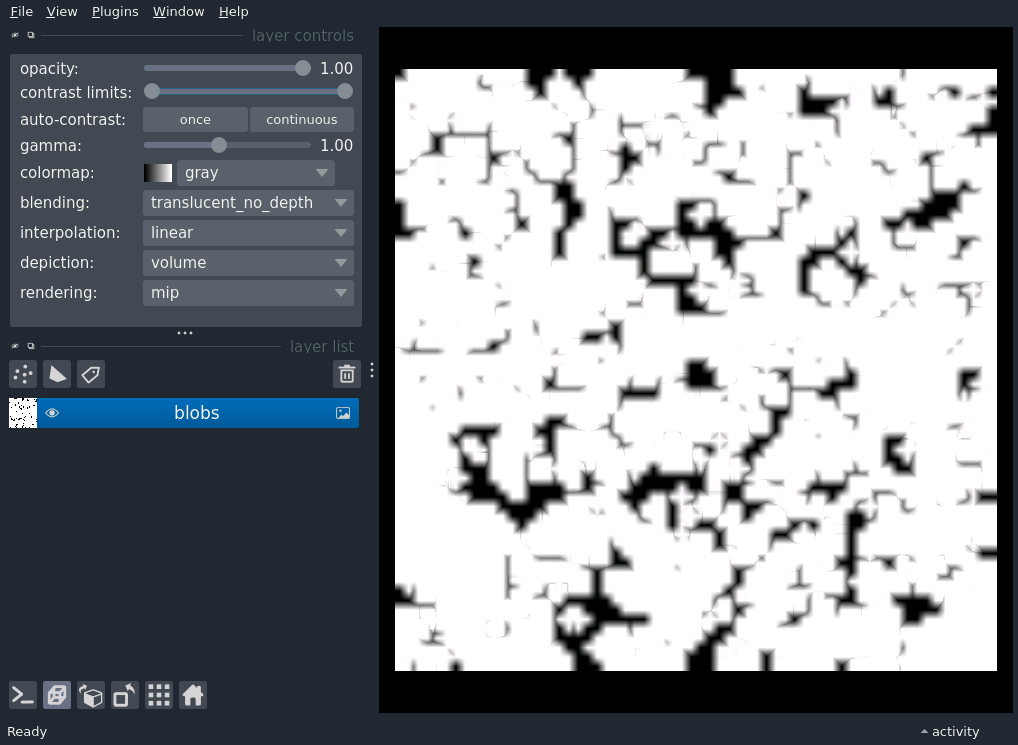 File View Plugins Window Help
layer controls
opacity: 1.00
contrast limits:
auto-contrast: once continuous
gamma: 1.00
colormap: gray
blending: translucent_no_depth
interpolation: linear
depiction: volume
rendering: mip
layer list
blobs
Ready
activity